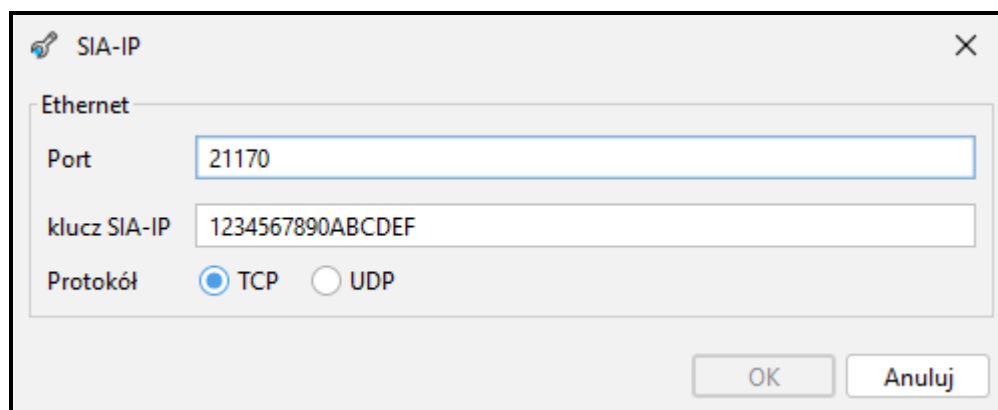 SIA-IP
Ethernet
Port 21170
klucz SIA-IP 1234567890ABCDEF
Protokół TCP UDP
OK Anuluj